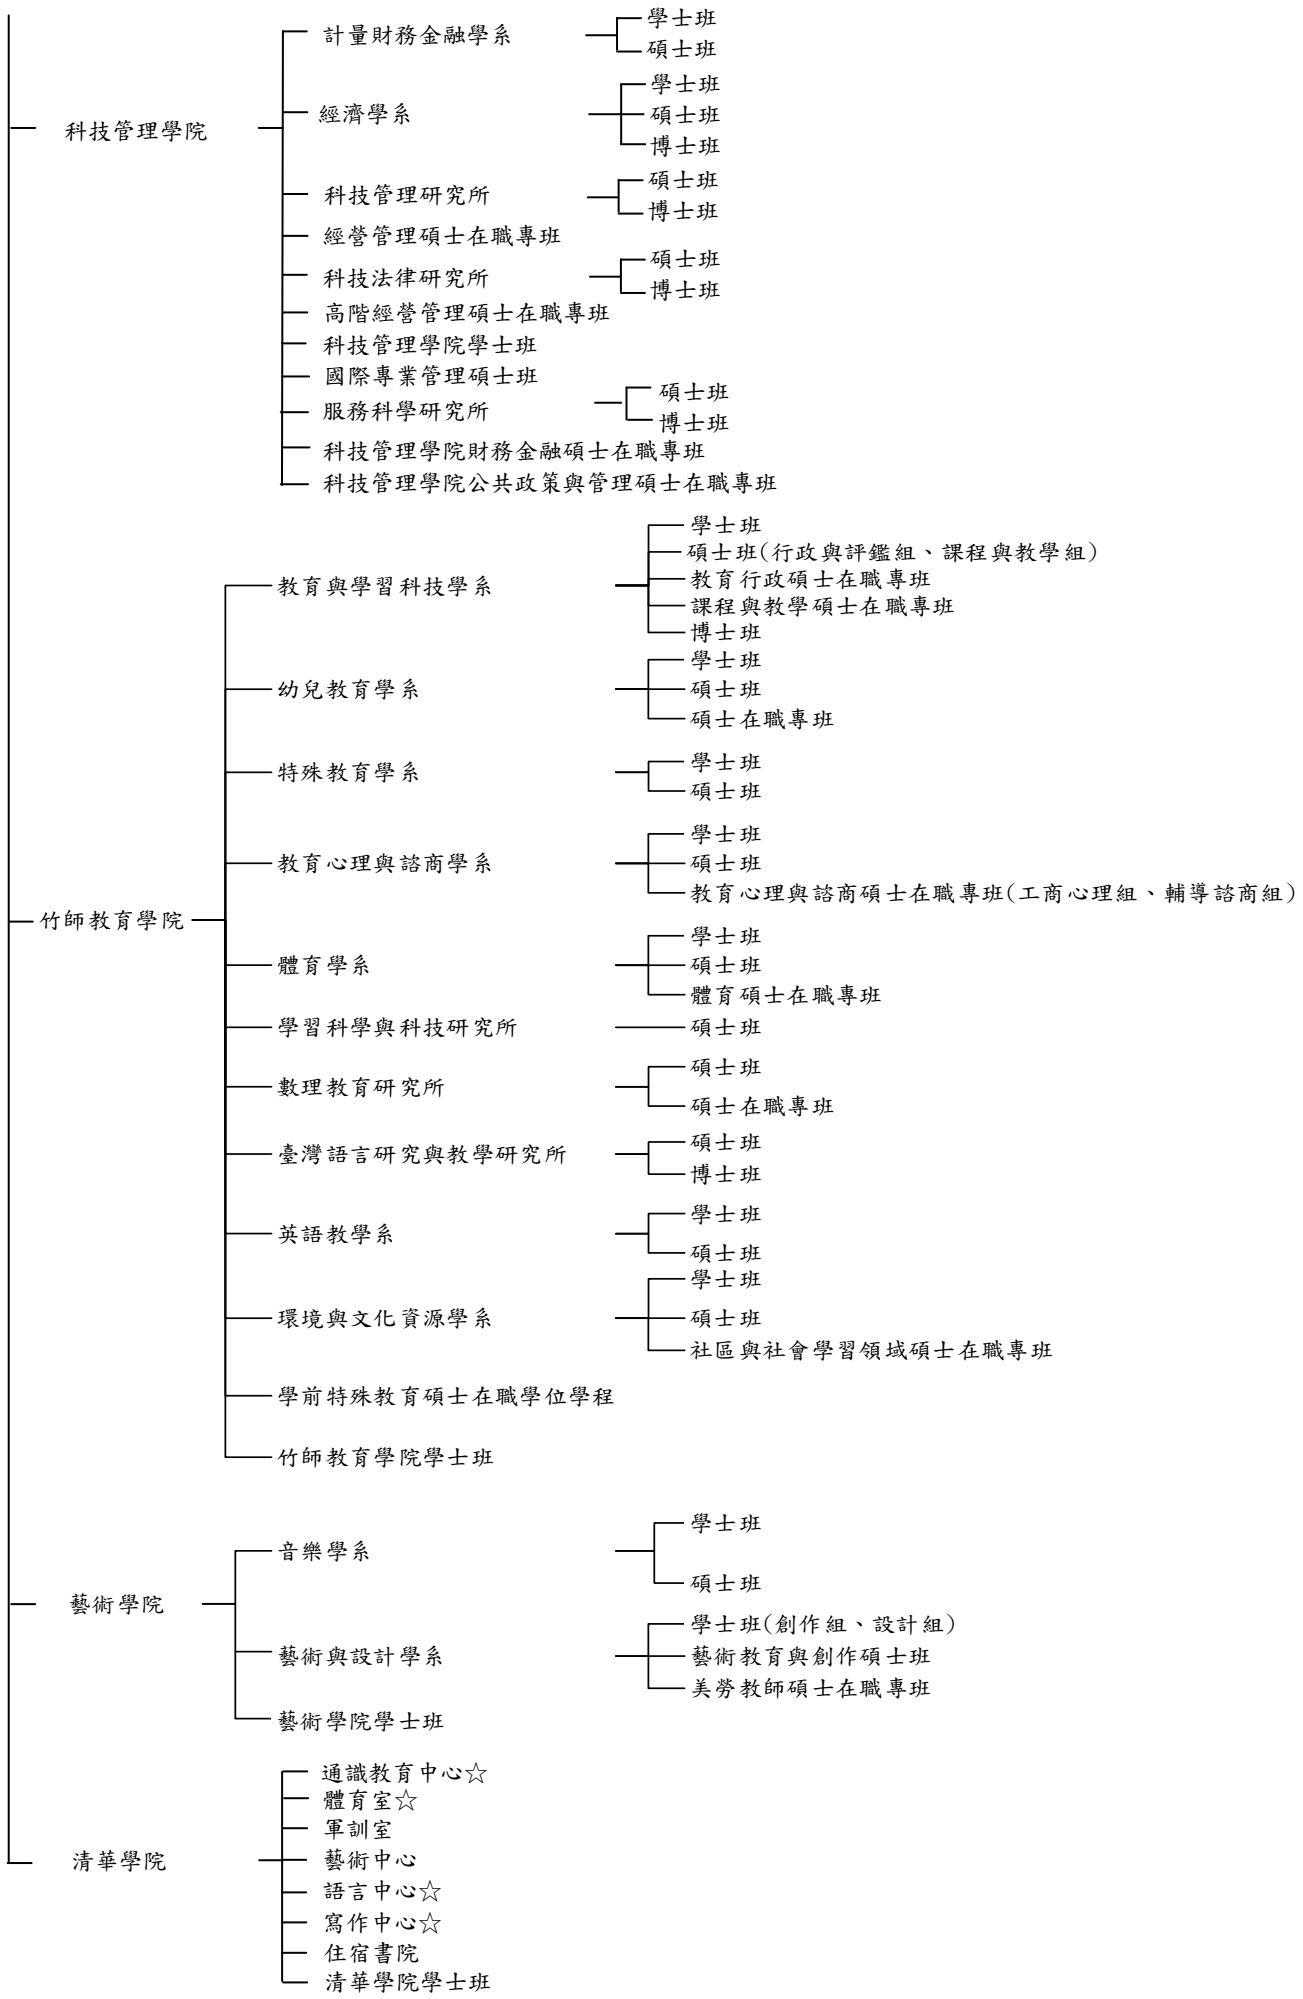 科技管理學院
計量財務金融學系
學士班
碩士班
經濟學系
學士班
碩士班
博士班
科技管理研究所
碩士班
博士班
經營管理碩士在職專班
科技法律研究所
碩士班
博士班
高階經營管理碩士在職專班
科技管理學院學士班
國際專業管理碩士班
服務科學研究所
碩士班
博士班
科技管理學院財務金融碩士在職專班
科技管理學院公共政策與管理碩士在職專班
竹師教育學院
教育與學習科技學系
學士班
碩士班(行政與評鑑組、課程與教學組)
教育行政碩士在職專班
課程與教學碩士在職專班
博士班
幼兒教育學系
學士班
碩士班
碩士在職專班
特殊教育學系
學士班
碩士班
教育心理與諮商學系
學士班
碩士班
教育心理與諮商碩士在職專班(工商心理組、輔導諮商組)
體育學系
學士班
碩士班
體育碩士在職專班
學習科學與科技研究所
碩士班
數理教育研究所
碩士班
碩士在職專班
臺灣語言研究與教學研究所
碩士班
博士班
英語教學系
學士班
碩士班
環境與文化資源學系
學士班
碩士班
社區與社會學習領域碩士在職專班
學前特殊教育碩士在職學位學程
竹師教育學院學士班
藝術學院
音樂學系
學士班
碩士班
藝術與設計學系
學士班(創作組、設計組)
藝術教育與創作碩士班
美勞教師碩士在職專班
藝術學院學士班
清華學院
通識教育中心☆
體育室☆
軍訓室
藝術中心
語言中心☆
寫作中心☆
住宿書院
清華學院學士班